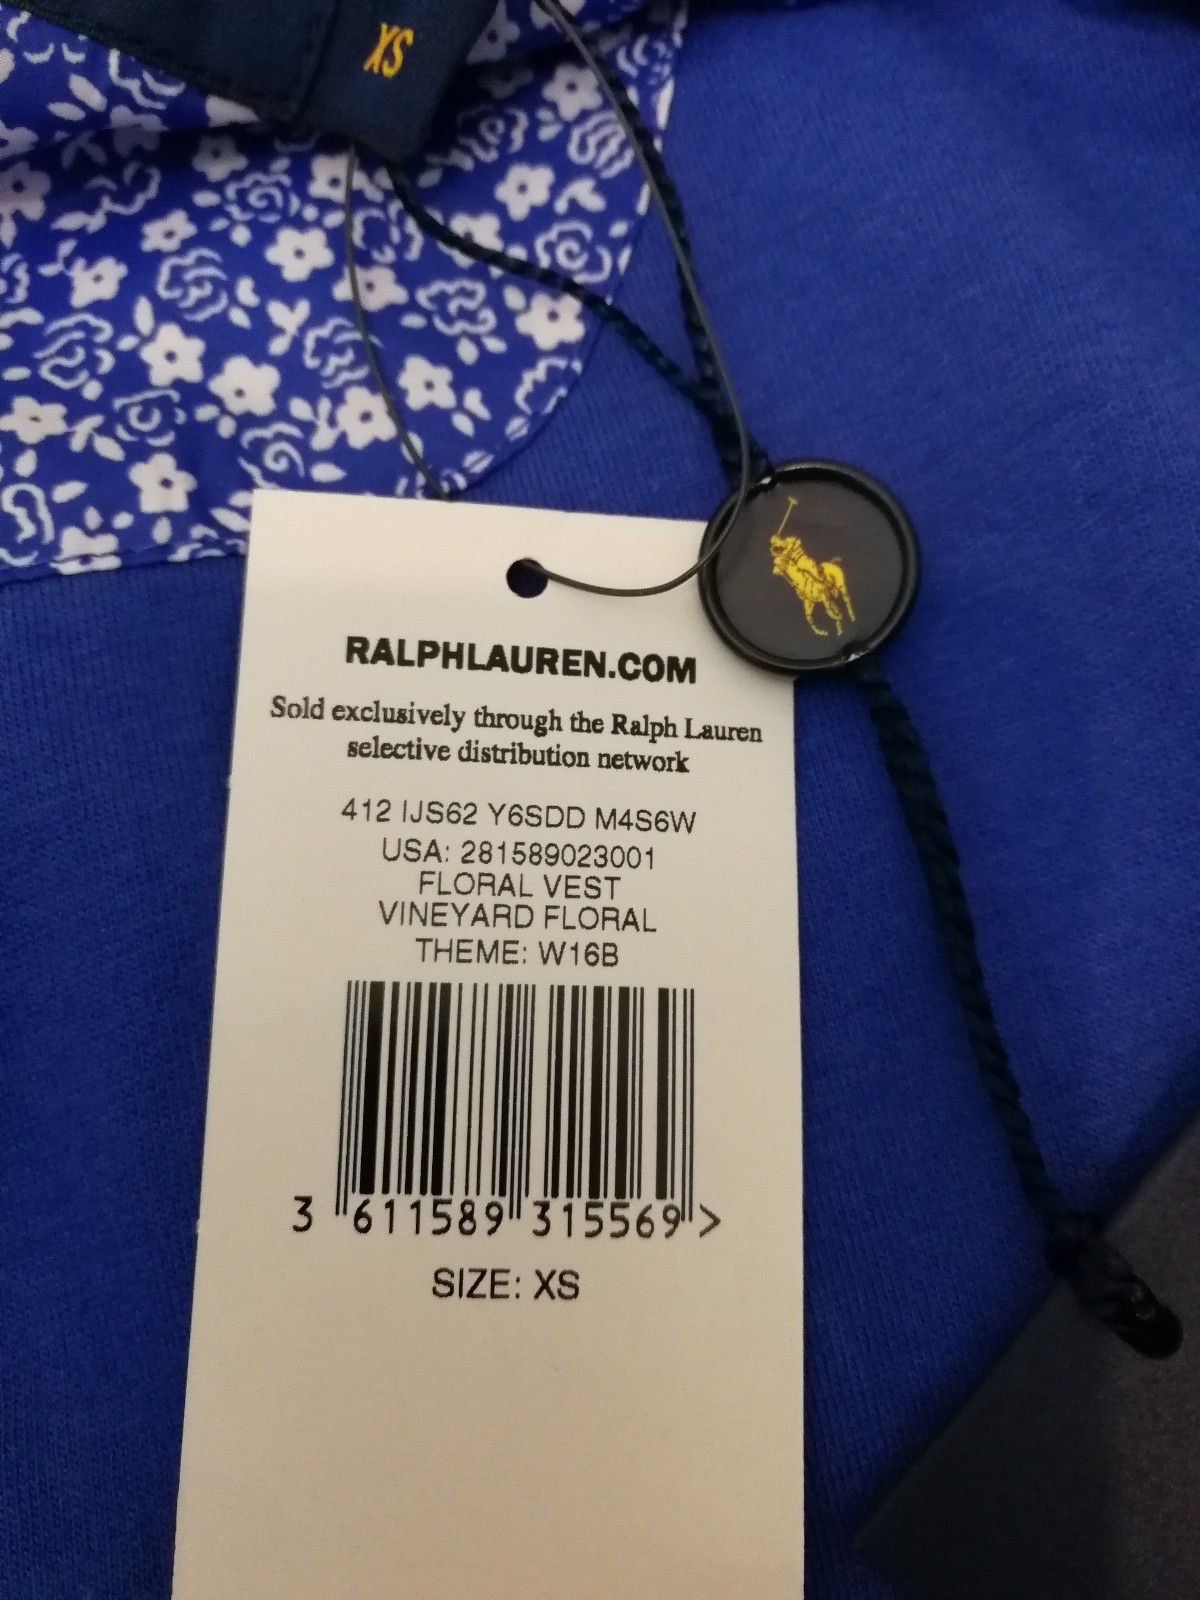 XS
RALPHLAUREN.COM
Sold exclusively through the Ralph Lauren
selective distribution network
412 IJS62 Y6SDD M4S6W
USA: 281589023001
FLORAL VEST
VINEYARD FLORAL
THEME: W16B
3 611589 315569 >
SIZE: XS